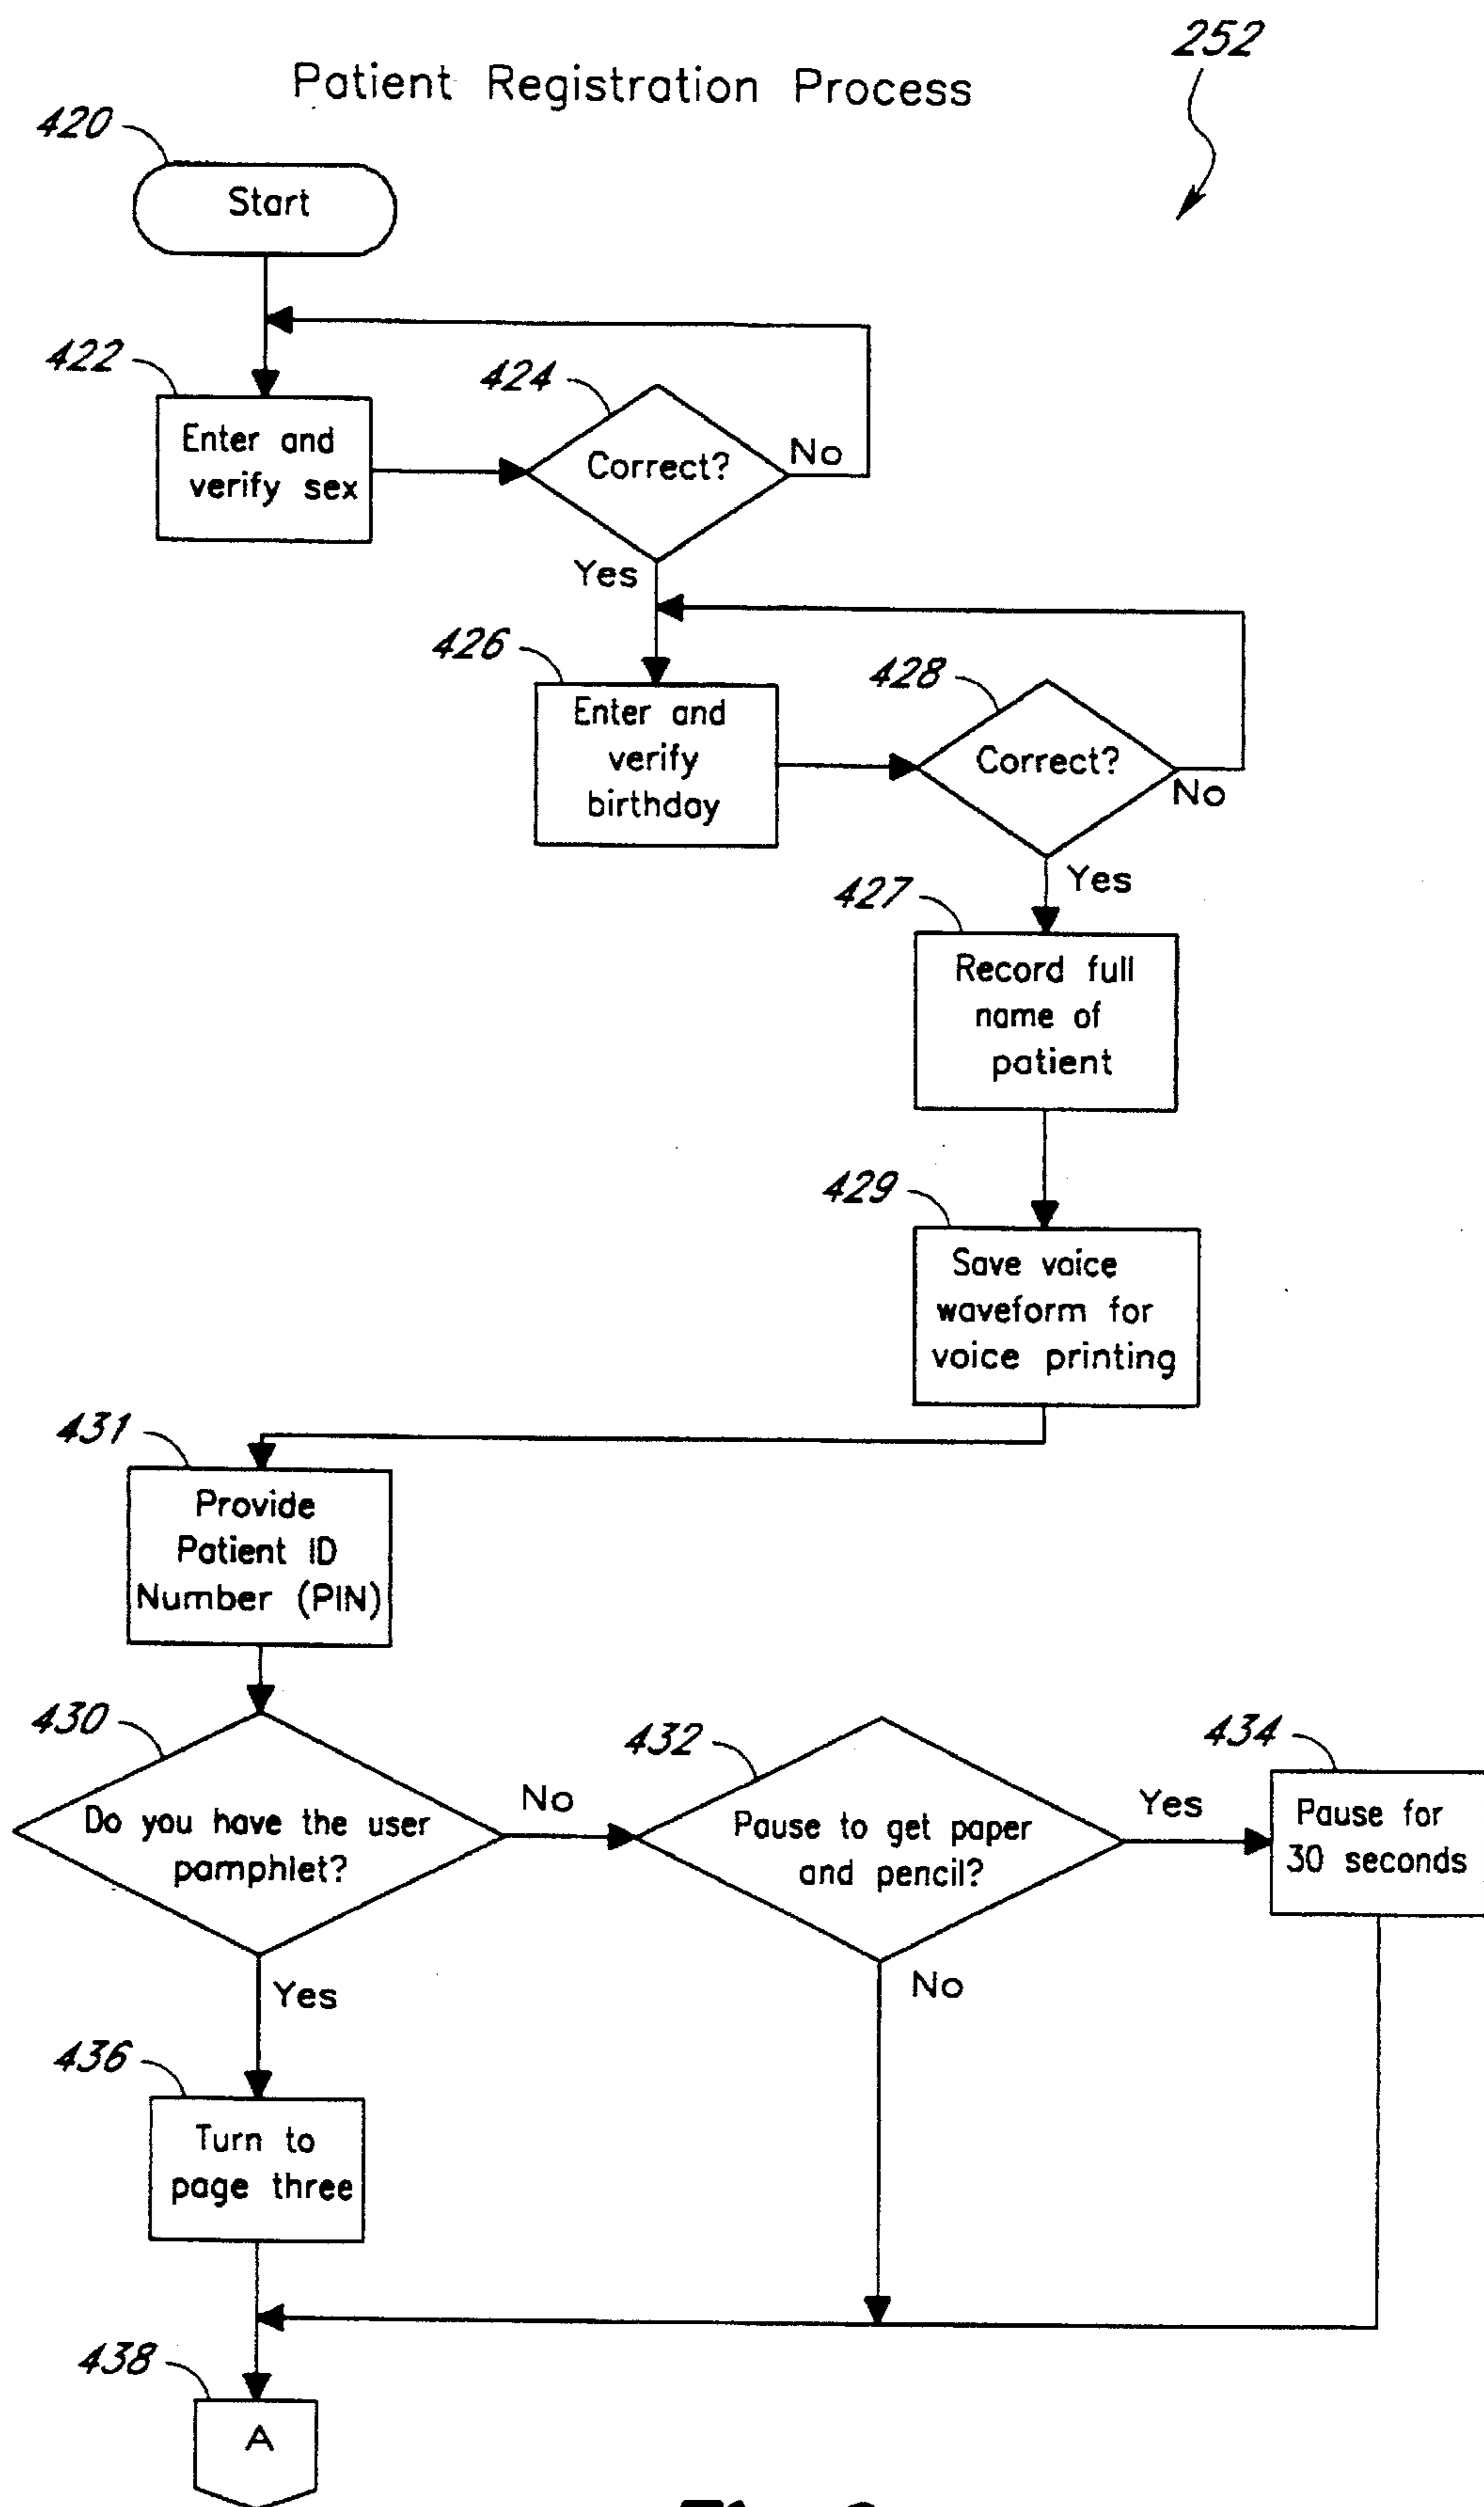 252
Patient Registration Process
420
Start
422
Enter and
verify sex
424
Correct?
No
Yes
426
Enter and
verify
birthday
428
Correct?
No
Yes
427
Record full
name of
patient
429
Save voice
waveform for
voice printing
431
Provide
Patient ID
Number (PIN)
430
Do you have the user
pamphlet?
No
432
Pause to get paper
and pencil?
Yes
434
Pause for
30 seconds
Yes
No
436
Turn to
page three
438
A